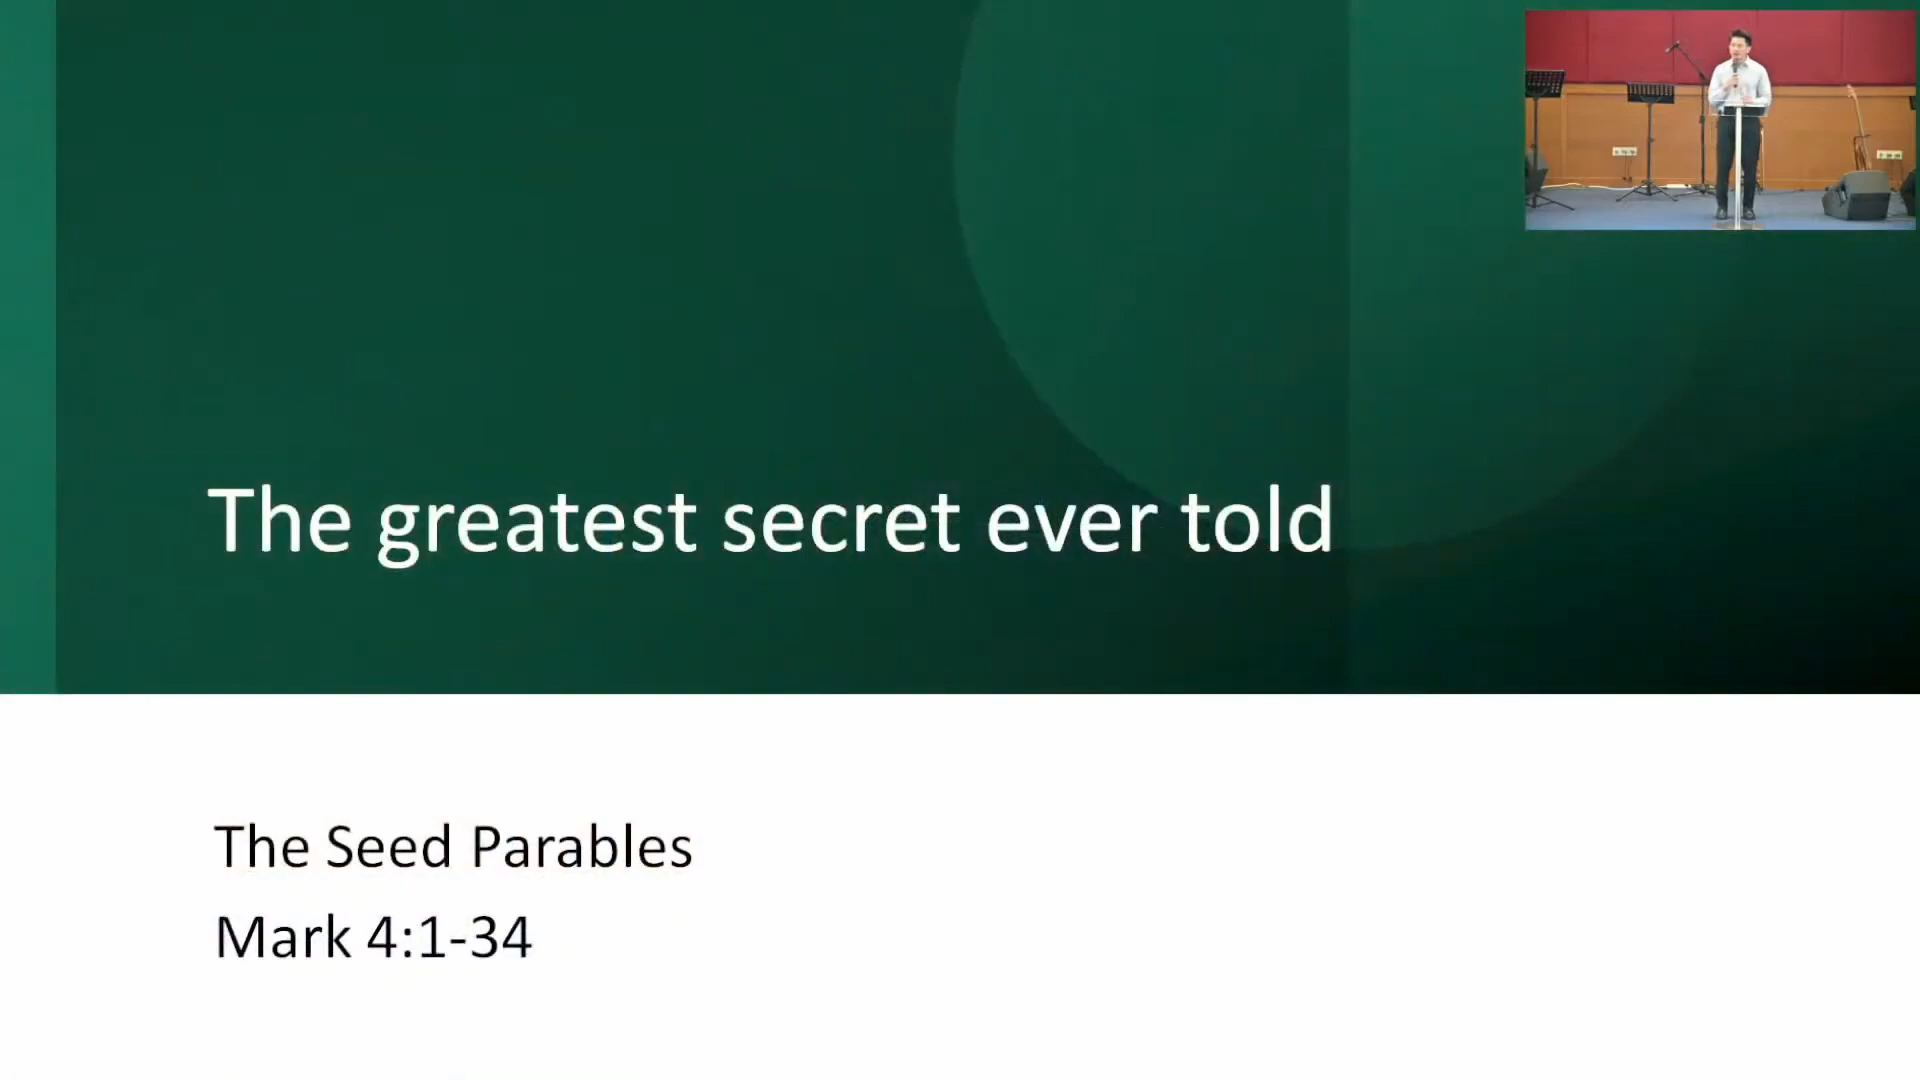 The greatest secret ever told
The Seed Parables
Mark 4:1-34